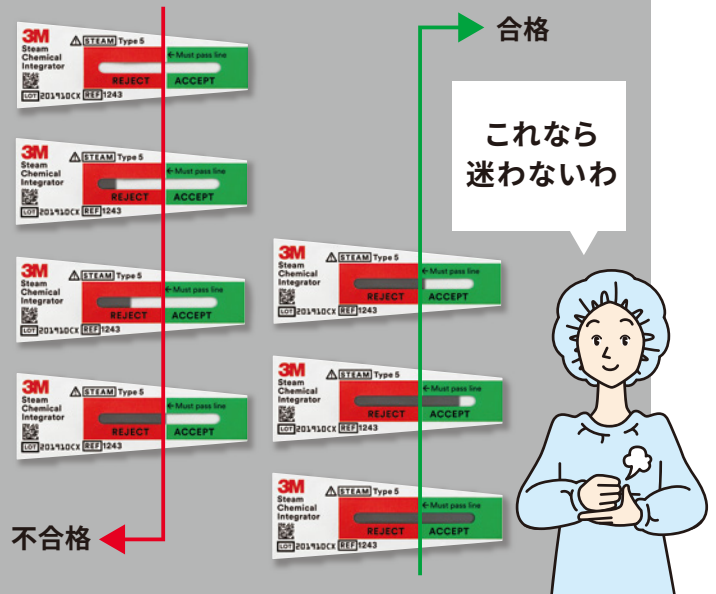 3M
Steam
Chemical
Integrator
⚠ STEAM Type 5
←Must pass line
REJECT ACCEPT
LOT 201910CX REF 1243
3M
Steam
Chemical
Integrator
⚠ STEAM Type 5
←Must pass line
REJECT ACCEPT
LOT 201910CX REF 1243
3M
Steam
Chemical
Integrator
⚠ STEAM Type 5
←Must pass line
REJECT ACCEPT
LOT 201910CX REF 1243
3M
Steam
Chemical
Integrator
⚠ STEAM Type 5
←Must pass line
REJECT ACCEPT
LOT 201910CX REF 1243
不合格
合格
3M
Steam
Chemical
Integrator
⚠ STEAM Type 5
←Must pass line
REJECT ACCEPT
LOT 201910CX REF 1243
3M
Steam
Chemical
Integrator
⚠ STEAM Type 5
←Must pass line
REJECT ACCEPT
LOT 201910CX REF 1243
3M
Steam
Chemical
Integrator
⚠ STEAM Type 5
←Must pass line
REJECT ACCEPT
LOT 201910CX REF 1243
これなら
迷わないわ